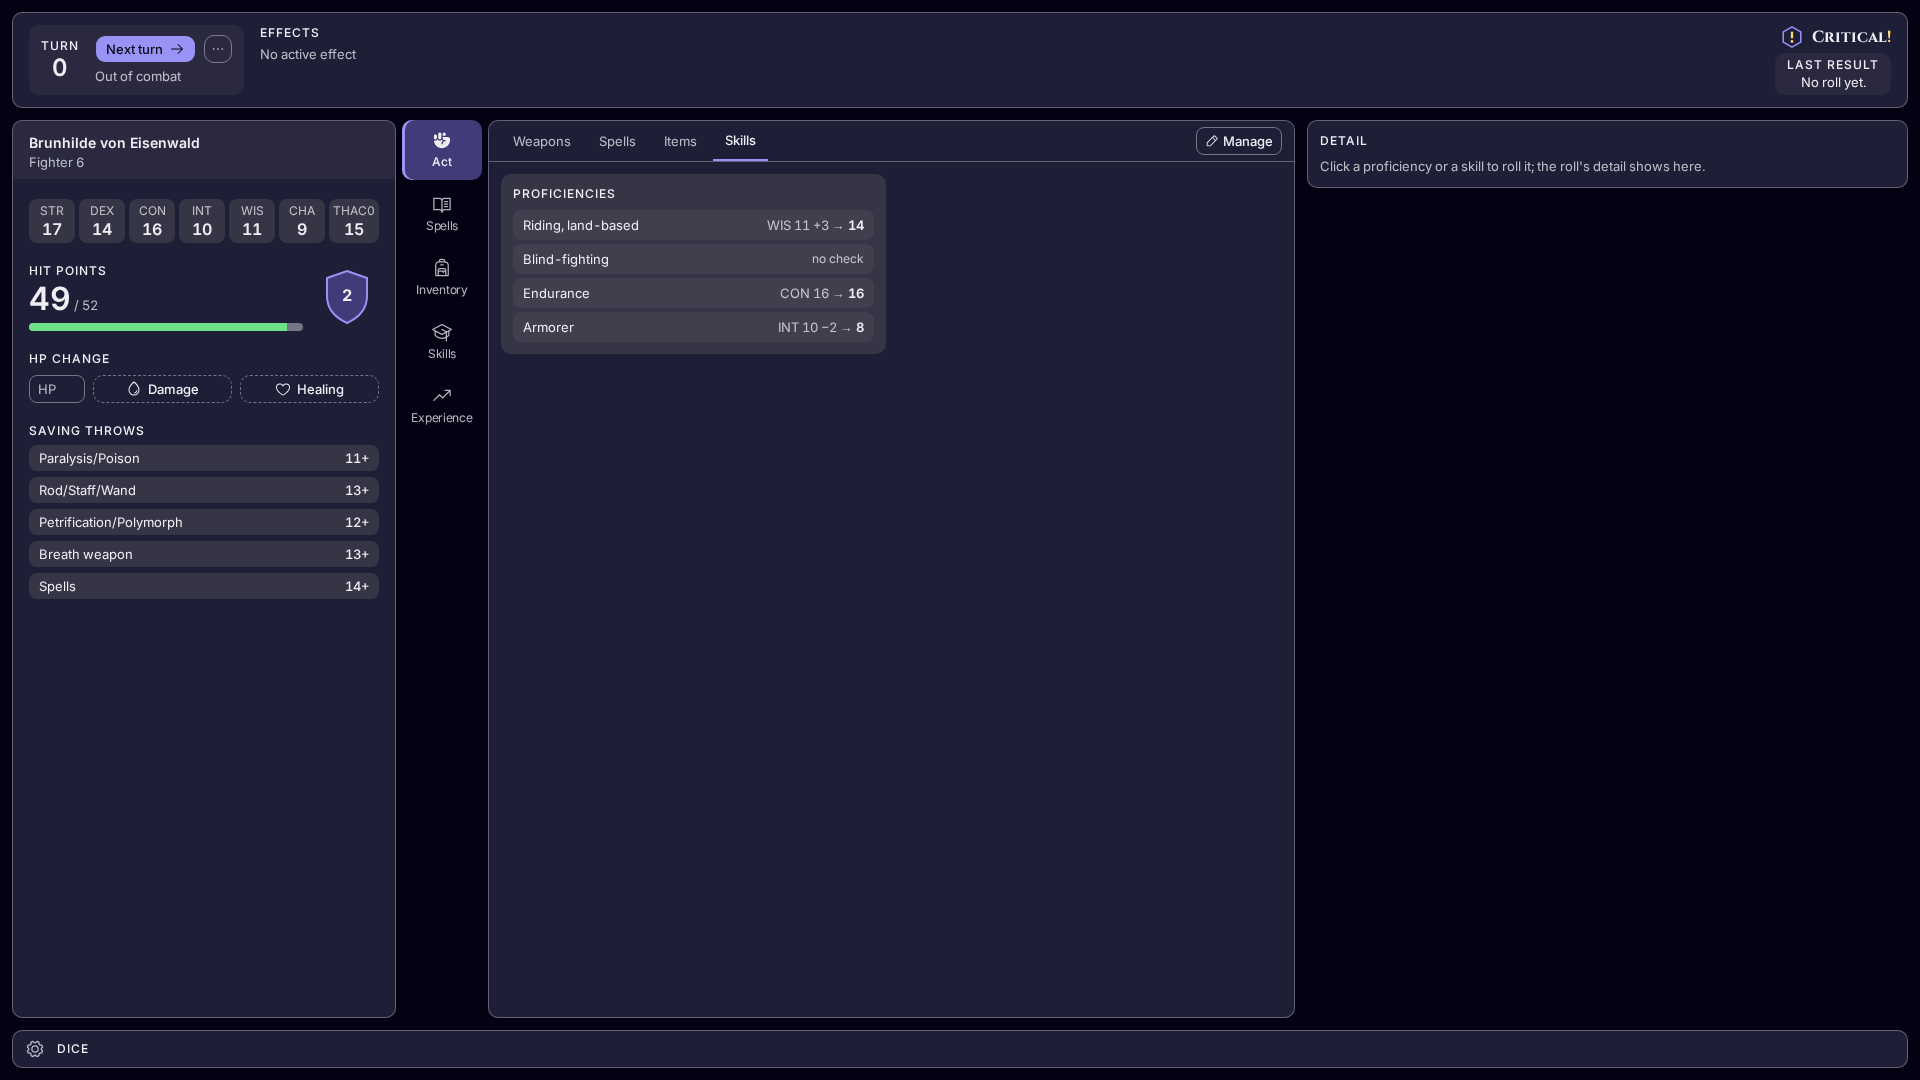 TURN
0
Next turn →
...
Out of combat
EFFECTS
No active effect
CRITICAL!
LAST RESULT
No roll yet.
Brunhilde von Eisenwald
Fighter 6
STR
17
DEX
14
CON
16
INT
10
WIS
11
CHA
9
THAC0
15
HIT POINTS
49 / 52
2
HP CHANGE
HP
Damage
Healing
SAVING THROWS
Paralysis/Poison 11+
Rod/Staff/Wand 13+
Petrification/Polymorph 12+
Breath weapon 13+
Spells 14+
Act
Spells
Inventory
Skills
Experience
Weapons Spells Items Skills
Manage
PROFICIENCIES
Riding, land-based WIS 11 +3 → 14
Blind-fighting no check
Endurance CON 16 → 16
Armorer INT 10 −2 → 8
DETAIL
Click a proficiency or a skill to roll it; the roll's detail shows here.
DICE